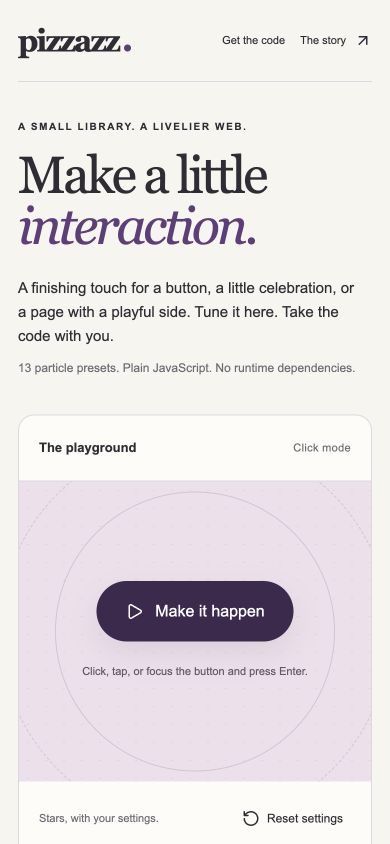 pizzazz.
Get the code
The story
A SMALL LIBRARY. A LIVELIER WEB.
Make a little
interaction.
A finishing touch for a button, a little celebration, or
a page with a playful side. Tune it here. Take the
code with you.
13 particle presets. Plain JavaScript. No runtime dependencies.
The playground
Click mode
Make it happen
Click, tap, or focus the button and press Enter.
Stars, with your settings.
Reset settings